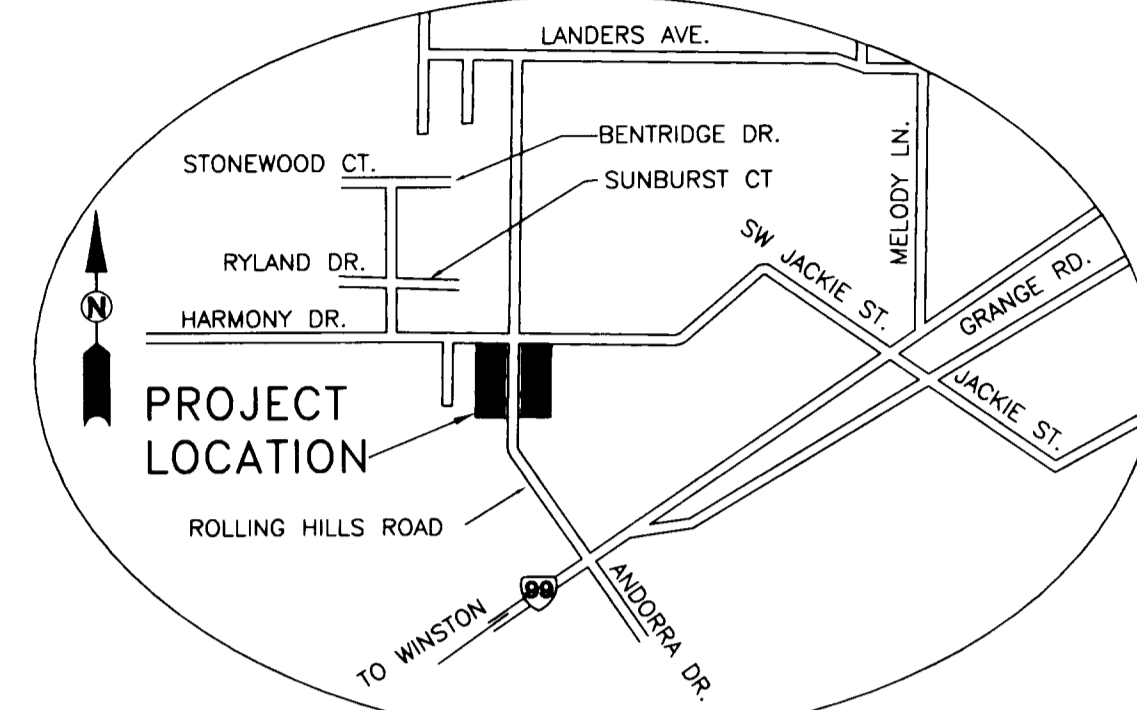 LANDERS AVE.
BENTRIDGE DR.
STONEWOOD CT.
SUNBURST CT
MELODY LN.
SW JACKIE ST.
RYLAND DR.
GRANGE RD.
N
HARMONY DR.
JACKIE ST.
PROJECT
LOCATION
ROLLING HILLS ROAD
99
ANDORRA DR.
TO WINSTON